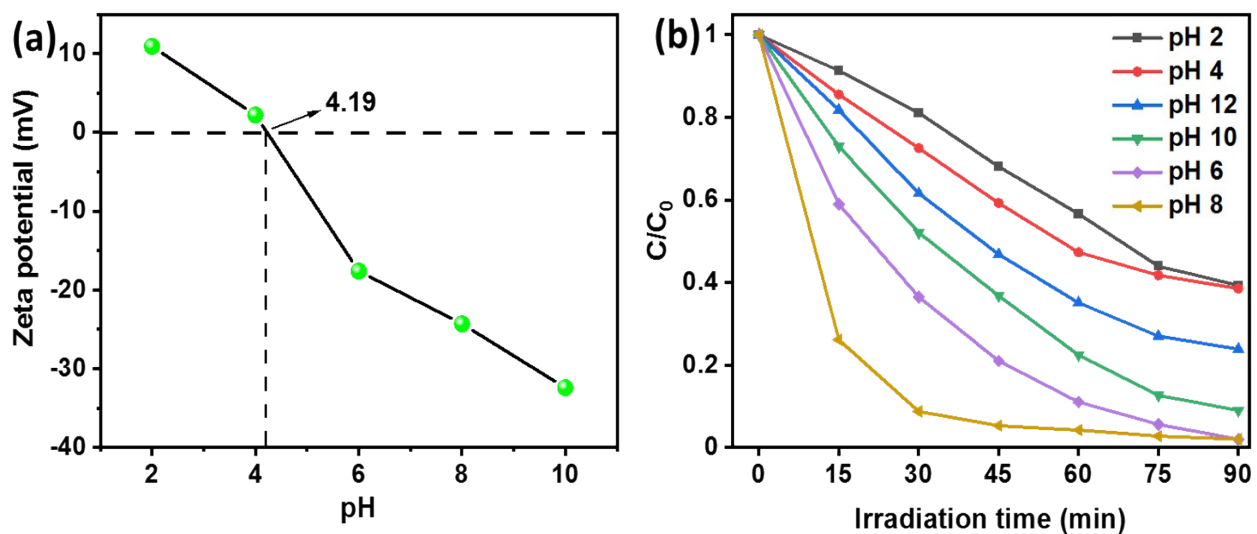 (a)
Zeta potential (mV)
10
0
-10
-20
-30
-40
4.19
2 4 6 8 10
pH
(b)
C/C0
1
0.8
0.6
0.4
0.2
0
pH 2
pH 4
pH 12
pH 10
pH 6
pH 8
0 15 30 45 60 75 90
Irradiation time (min)